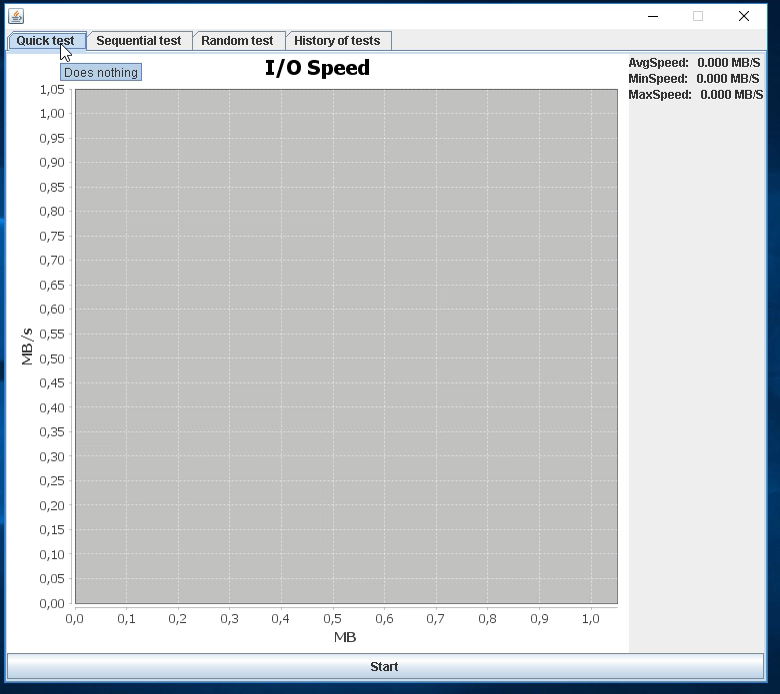 Quick test Sequential test Random test History of tests
Does nothing
I/O Speed
AvgSpeed: 0.000 MB/S
MinSpeed: 0.000 MB/S
MaxSpeed: 0.000 MB/S
1,05
1,00
0,95
0,90
0,85
0,80
0,75
0,70
0,65
0,60
0,55
0,50
0,45
0,40
0,35
0,30
0,25
0,20
0,15
0,10
0,05
0,00
MB/s
0,0 0,1 0,2 0,3 0,4 0,5 0,6 0,7 0,8 0,9 1,0
MB
Start